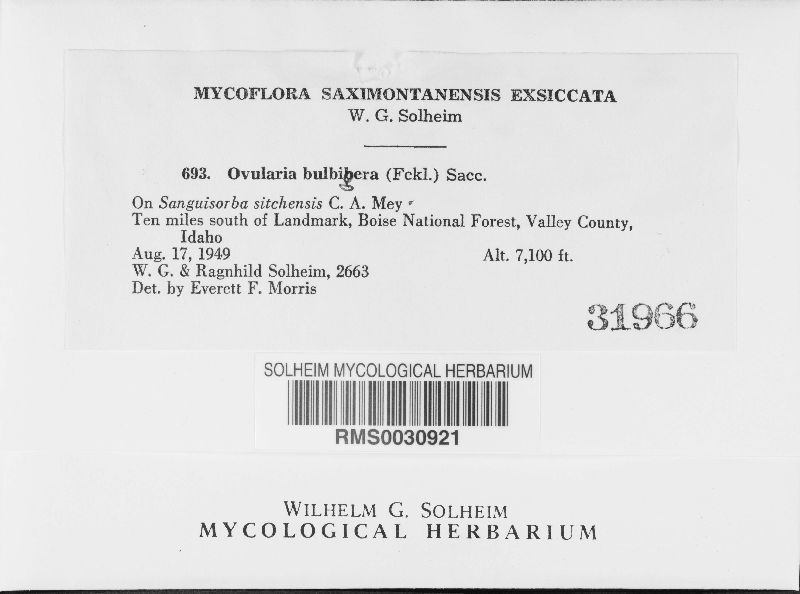 MYCOFLORA SAXIMONTANENSIS EXSICCATA
W. G. Solheim
693. Ovularia bulbigera (Fckl.) Sacc.
On Sanguisorba sitchensis C. A. Mey
Ten miles south of Landmark, Boise National Forest, Valley County,
Idaho
Aug. 17, 1949 Alt. 7,100 ft.
W. G. & Ragnhild Solheim, 2663
Det. by Everett F. Morris
31966
SOLHEIM MYCOLOGICAL HERBARIUM
RMS0030921
WILHELM G. SOLHEIM
MYCOLOGICAL HERBARIUM